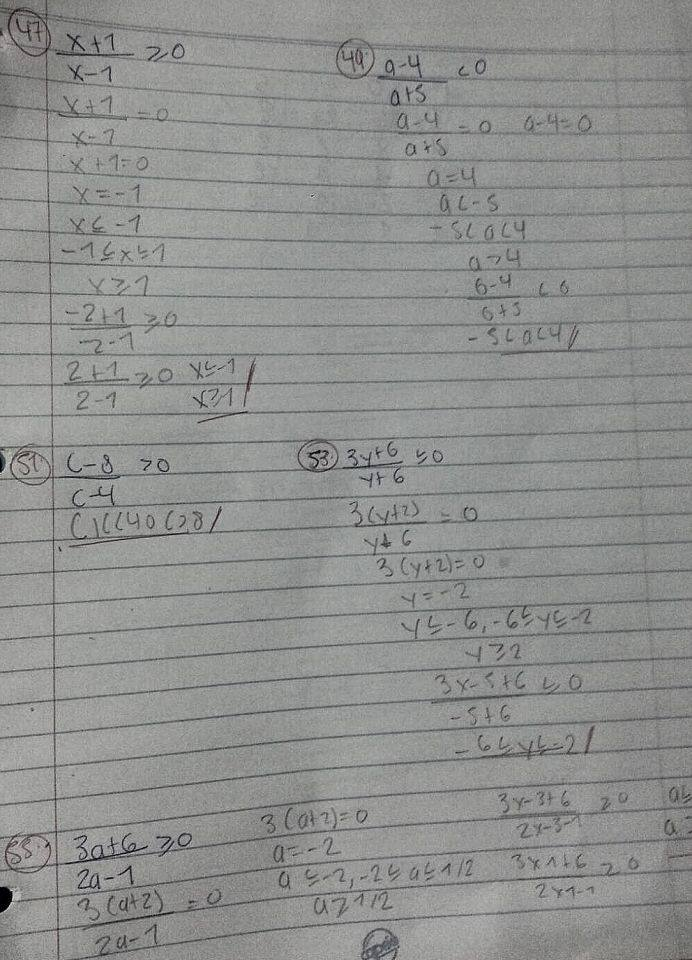 47
x+1 / x-1 ≥0
x+1 / x-1 =0
x+1=0
x=-1
x≤-1
-1≤x≤1
x≥1
-2+1 / -2-1 ≥0
2+1 / 2-1 ≥0 x≤-1
x≥1
49
a-4 / a+5 <0
a-4 / a+5 =0 a-4=0
a=4
a<-5
-5<a<4
a>4
6-4 / 6+5 <0
-5<a<4
51.
c-8 / c-4 >0
53.
3y+6 / y+6 ≤0
3(y+2) / y+6 =0
3(y+2)=0
y=-2
y≤-6,-6≤y≤-2
y≥2
3x-5+6 / -5+6 ≤0
-6≤y≤-2
55.
3a+6 / 2a-1 ≥0
3(a+2) / 2a-1 =0
3(a+2)=0
a=-2
a≤-2,-2≤a≤1/2
a≥1/2
3x-3+6 / 2x-3-1 ≥0
3x1+6 / 2x1-1 ≥0
a≤